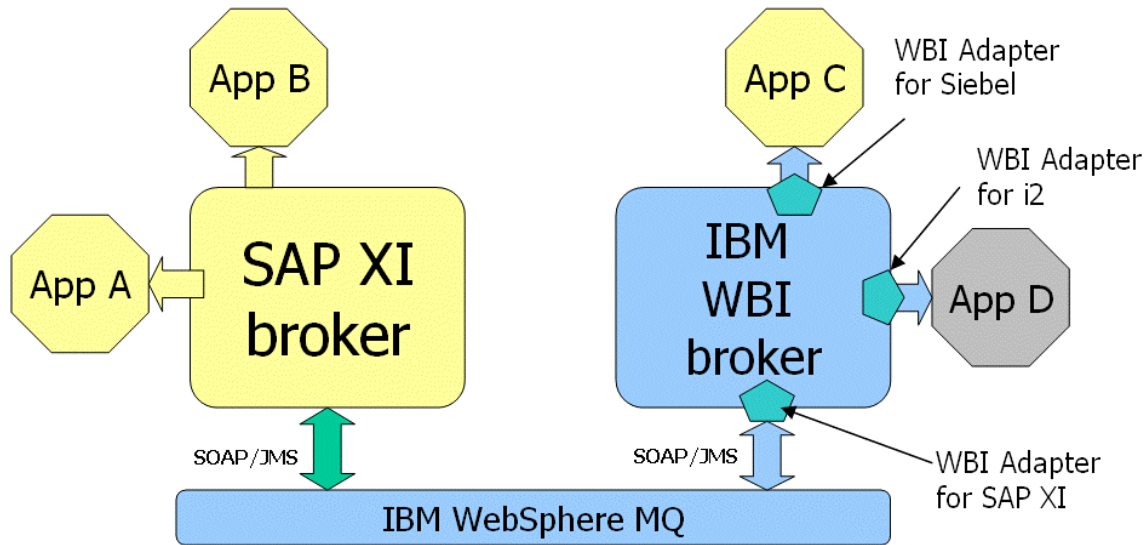 App B
App C
WBI Adapter
for Siebel
WBI Adapter
for i2
App A
SAP XI
broker
IBM
WBI
broker
App D
SOAP/JMS
SOAP/JMS
WBI Adapter
for SAP XI
IBM WebSphere MQ